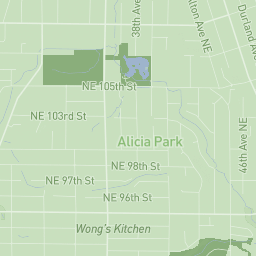 38th Ave
Durland Ave NE
lton Ave NE
NE 105th St
NE 103rd St
Alicia Park
46th Ave NE
NE 98th St
NE 97th St
NE 96th St
Wong's Kitchen